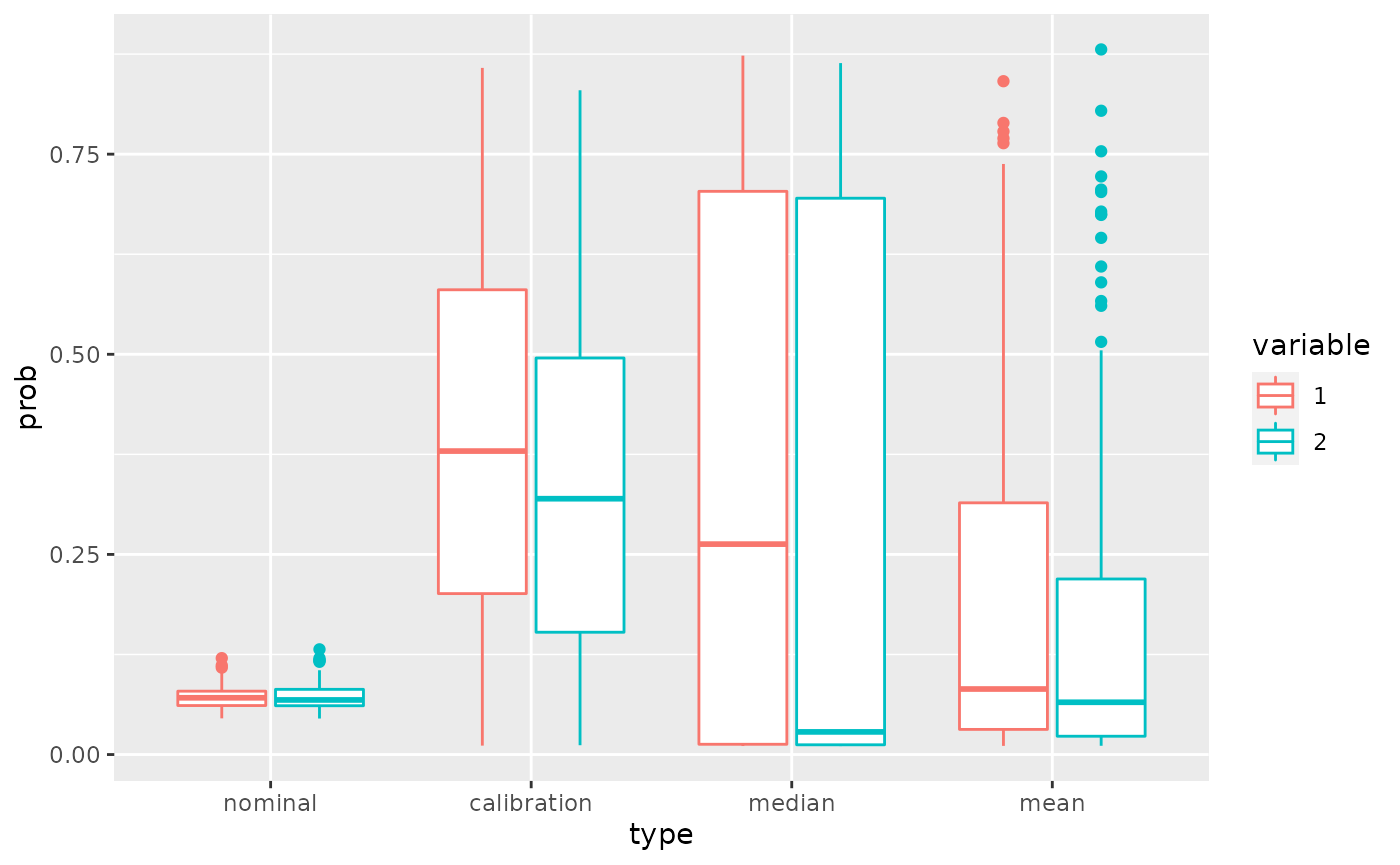 prob
0.75
0.50
0.25
0.00
nominal
calibration
median
mean
type
variable
1
2